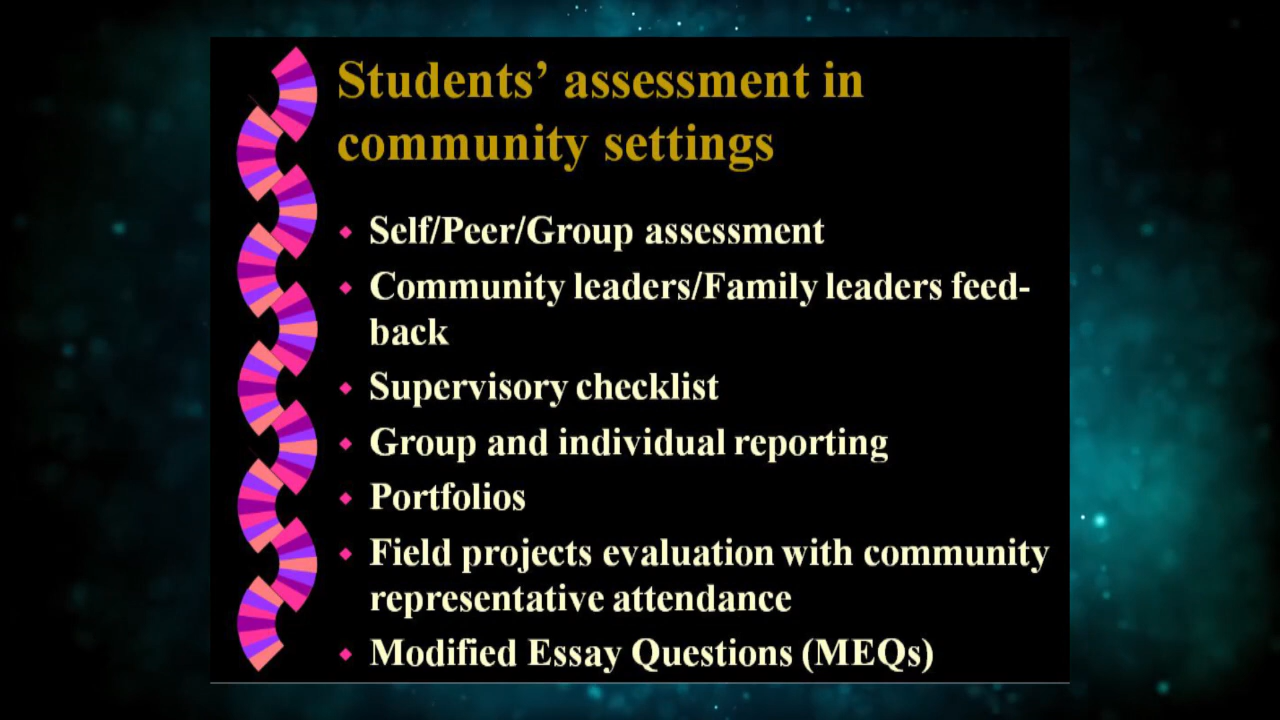 Students’ assessment in
community settings
Self/Peer/Group assessment
Community leaders/Family leaders feed-
back
Supervisory checklist
Group and individual reporting
Portfolios
Field projects evaluation with community
representative attendance
Modified Essay Questions (MEQs)